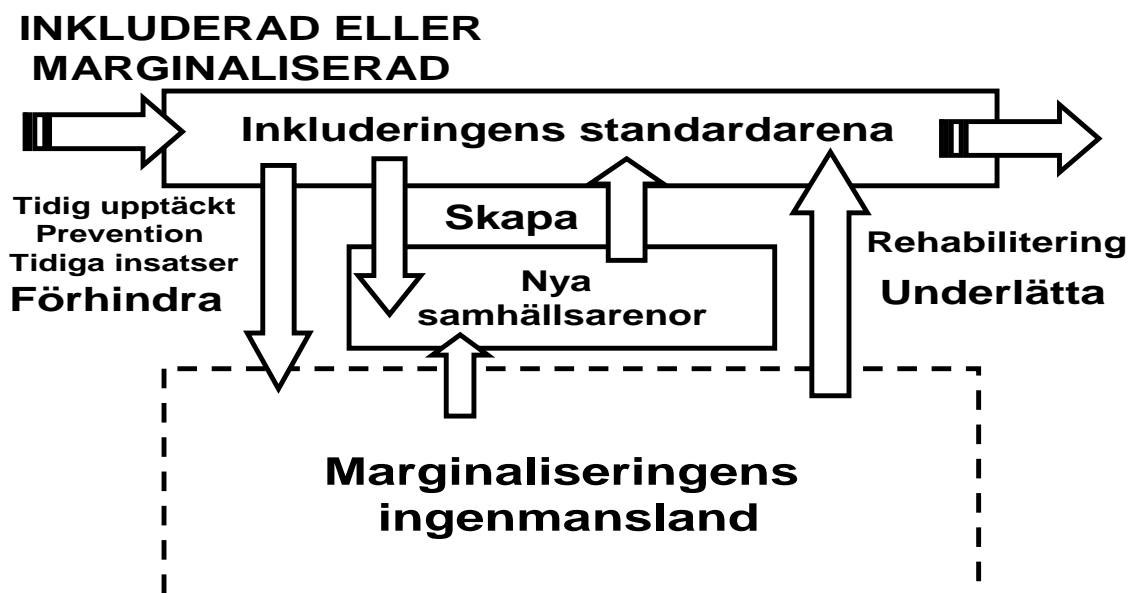 INKLUDERAD ELLER
MARGINALISERAD
Inkluderingens standardarena
Tidig upptäckt
Prevention
Tidiga insatser
Förhindra
Skapa
Nya
samhällsarenor
Rehabilitering
Underlätta
Marginaliseringens
ingenmansland